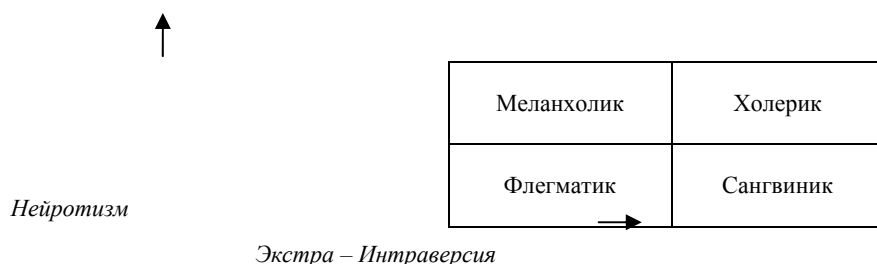 Меланхолик Холерик
Флегматик Сангвиник
Нейротизм
Экстра – Интраверсия